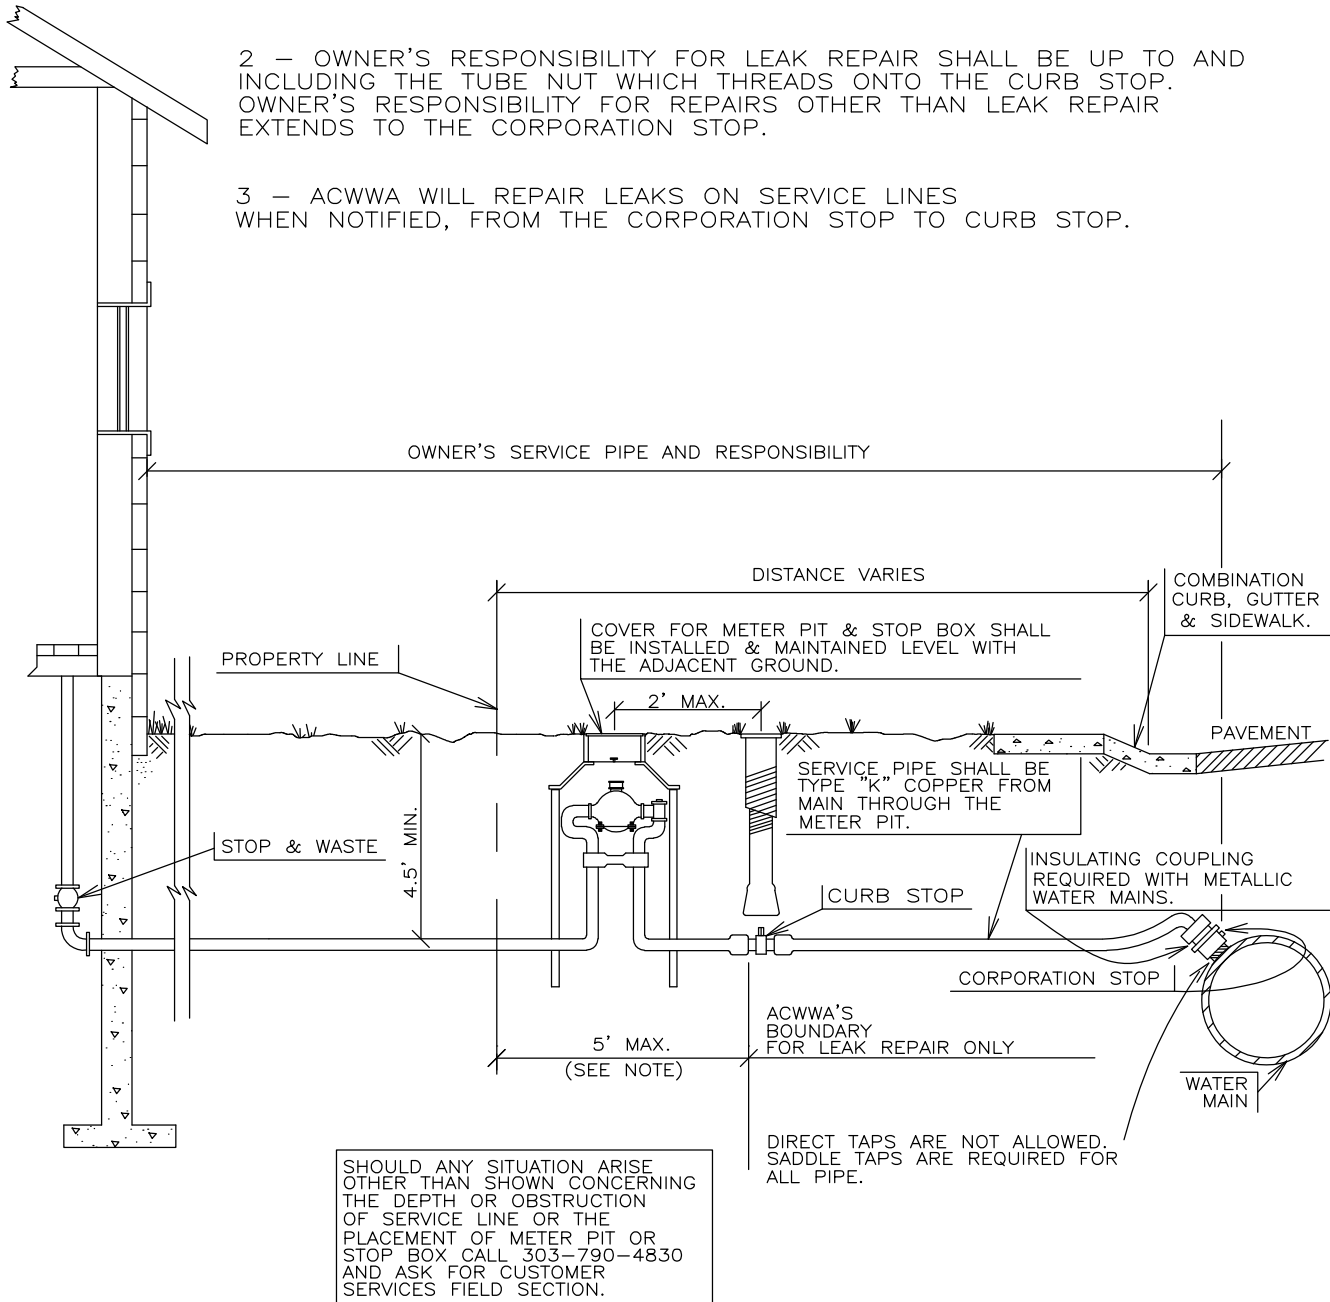 2 – OWNER'S RESPONSIBILITY FOR LEAK REPAIR SHALL BE UP TO AND
INCLUDING THE TUBE NUT WHICH THREADS ONTO THE CURB STOP.
OWNER'S RESPONSIBILITY FOR REPAIRS OTHER THAN LEAK REPAIR
EXTENDS TO THE CORPORATION STOP.
3 – ACWWA WILL REPAIR LEAKS ON SERVICE LINES
WHEN NOTIFIED, FROM THE CORPORATION STOP TO CURB STOP.
OWNER'S SERVICE PIPE AND RESPONSIBILITY
DISTANCE VARIES
COMBINATION
CURB, GUTTER
& SIDEWALK.
COVER FOR METER PIT & STOP BOX SHALL
BE INSTALLED & MAINTAINED LEVEL WITH
THE ADJACENT GROUND.
PROPERTY LINE
2' MAX.
PAVEMENT
SERVICE PIPE SHALL BE
TYPE "K" COPPER FROM
MAIN THROUGH THE
METER PIT.
4.5' MIN.
STOP & WASTE
INSULATING COUPLING
REQUIRED WITH METALLIC
WATER MAINS.
CURB STOP
CORPORATION STOP
ACWWA'S
BOUNDARY
FOR LEAK REPAIR ONLY
5' MAX.
(SEE NOTE)
WATER
MAIN
DIRECT TAPS ARE NOT ALLOWED.
SADDLE TAPS ARE REQUIRED FOR
ALL PIPE.
SHOULD ANY SITUATION ARISE
OTHER THAN SHOWN CONCERNING
THE DEPTH OR OBSTRUCTION
OF SERVICE LINE OR THE
PLACEMENT OF METER PIT OR
STOP BOX CALL 303–790–4830
AND ASK FOR CUSTOMER
SERVICES FIELD SECTION.